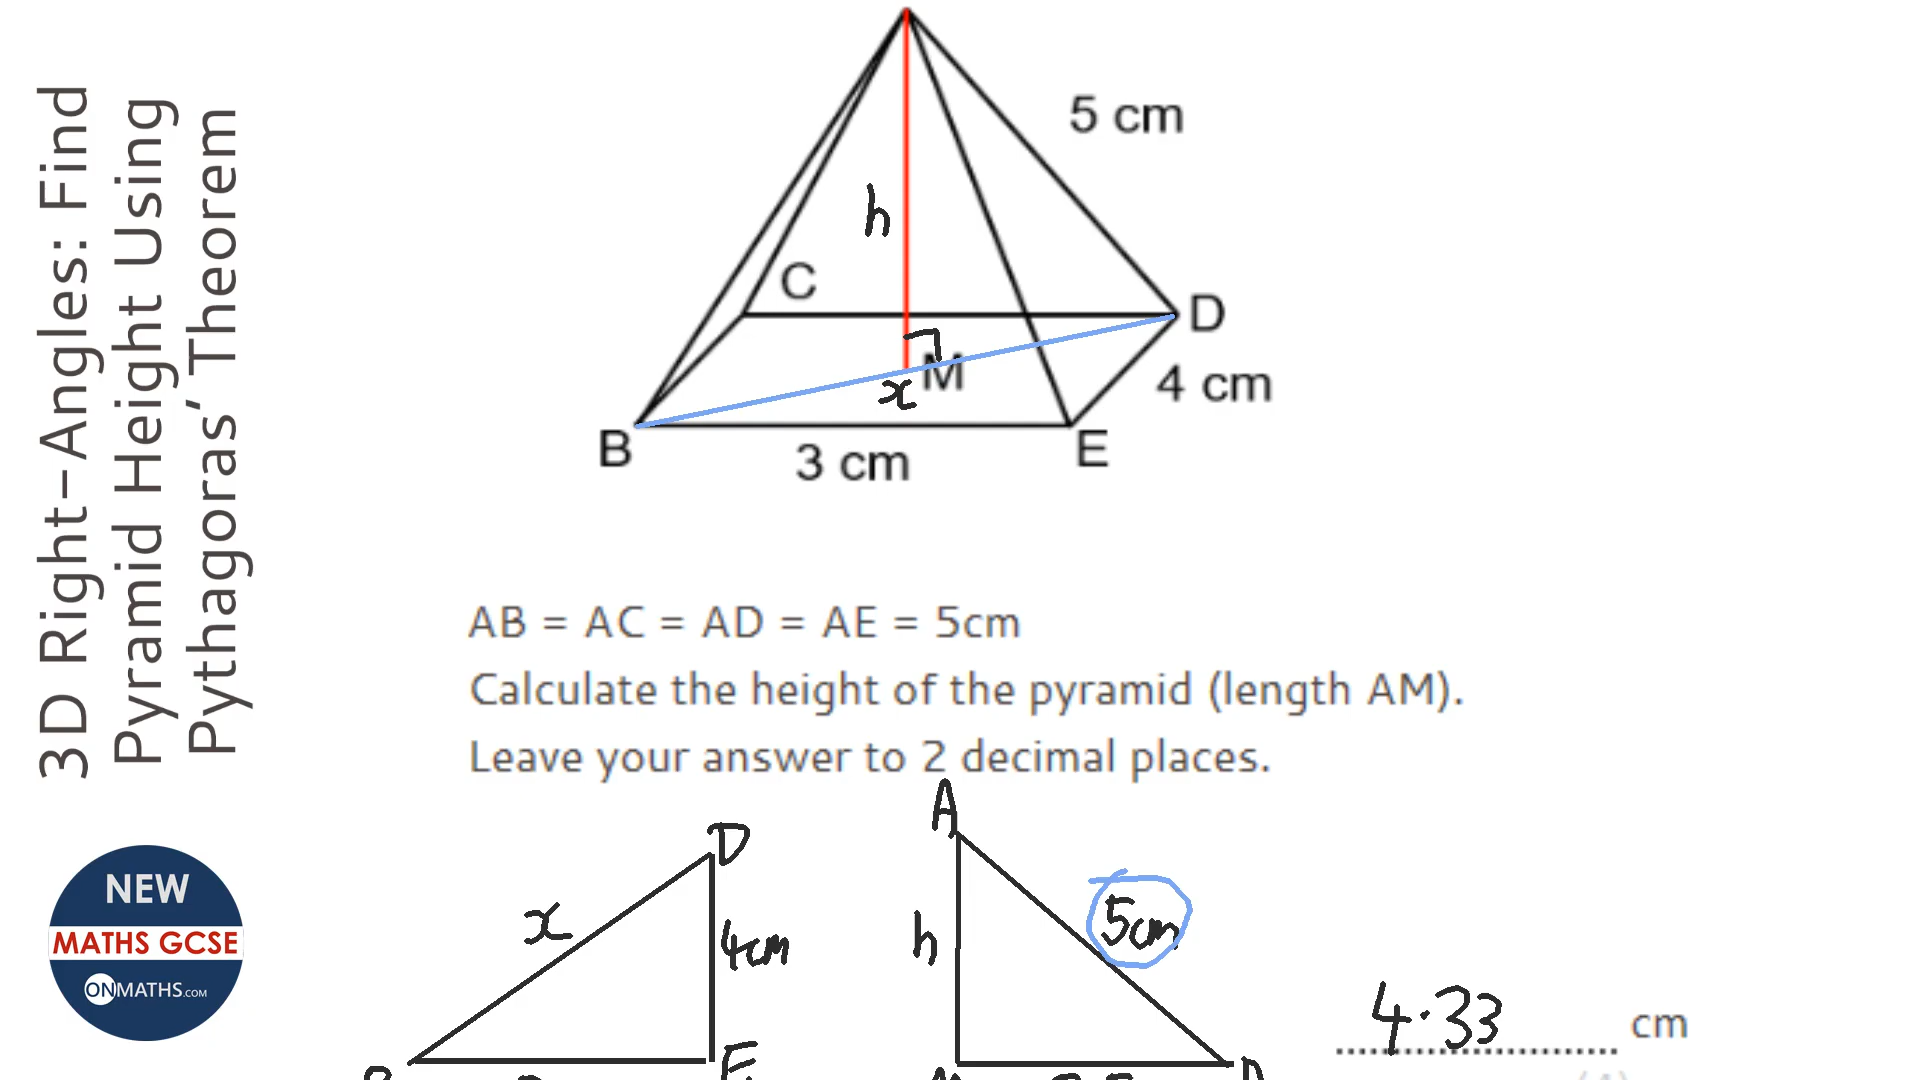 3D Right-Angles: Find
Pyramid Height Using
Pythagoras' Theorem
5 cm
h
C
D
M
x
4 cm
B
E
3 cm
AB = AC = AD = AE = 5cm
Calculate the height of the pyramid (length AM).
Leave your answer to 2 decimal places.
A
D
x
4cm
h
5cm
E
4.33 cm
NEW
MATHS GCSE
ONMATHS.COM